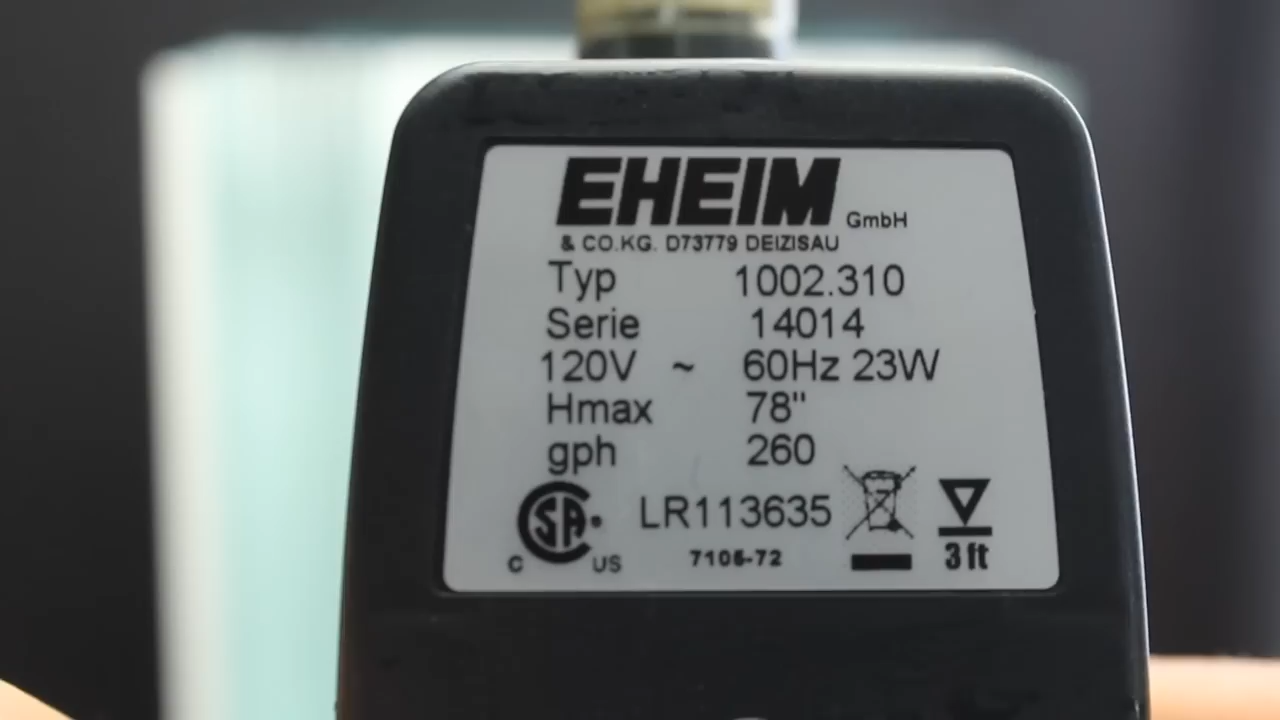 EHEIM GmbH
& CO.KG. D73779 DEIZISAU
Typ 1002.310
Serie 14014
120V ~ 60Hz 23W
Hmax 78"
gph 260
CSA LR113635
C US 7106-72 3 ft